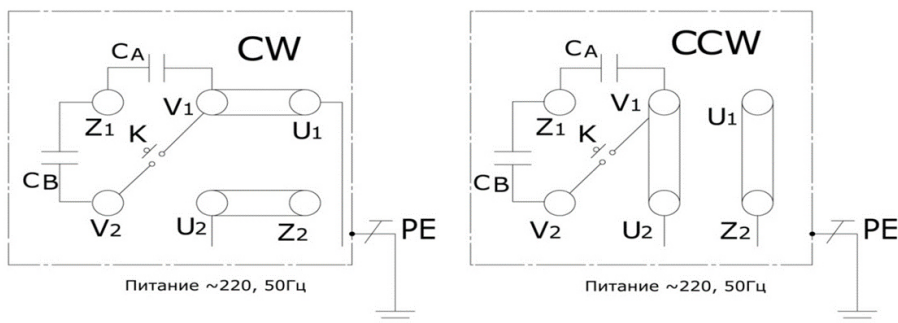 CW
CA
Z1
V1
U1
K
CB
V2
U2
Z2
PE
Питание ~220, 50Гц
CCW
CA
Z1
V1
U1
K
CB
V2
U2
Z2
PE
Питание ~220, 50Гц